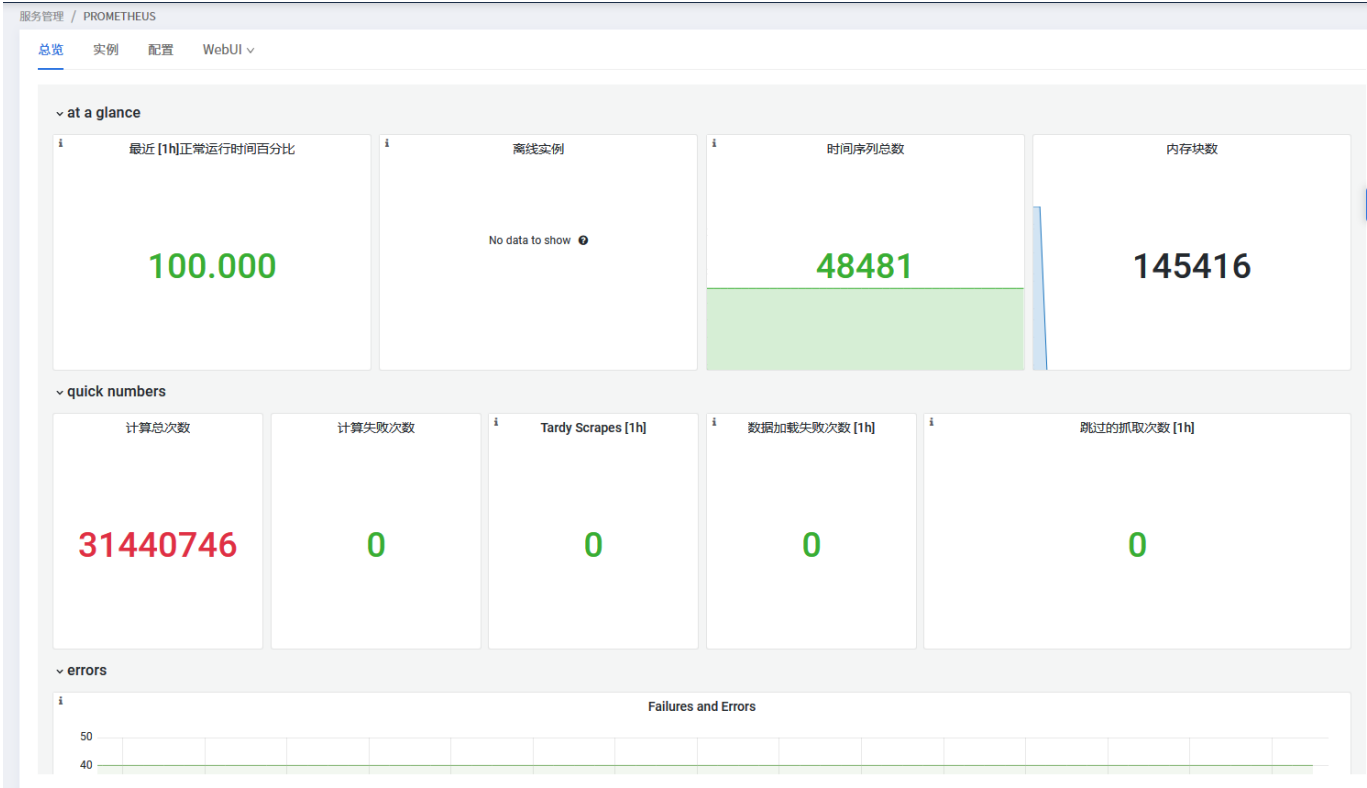 服务管理 / PROMETHEUS
总览 实例 配置 WebUI
at a glance
最近 [1h]正常运行时间百分比
100.000
离线实例
No data to show
时间序列总数
48481
内存块数
145416
quick numbers
计算总次数
31440746
计算失败次数
0
Tardy Scrapes [1h]
0
数据加载失败次数 [1h]
0
跳过的抓取次数 [1h]
0
errors
Failures and Errors
50
40